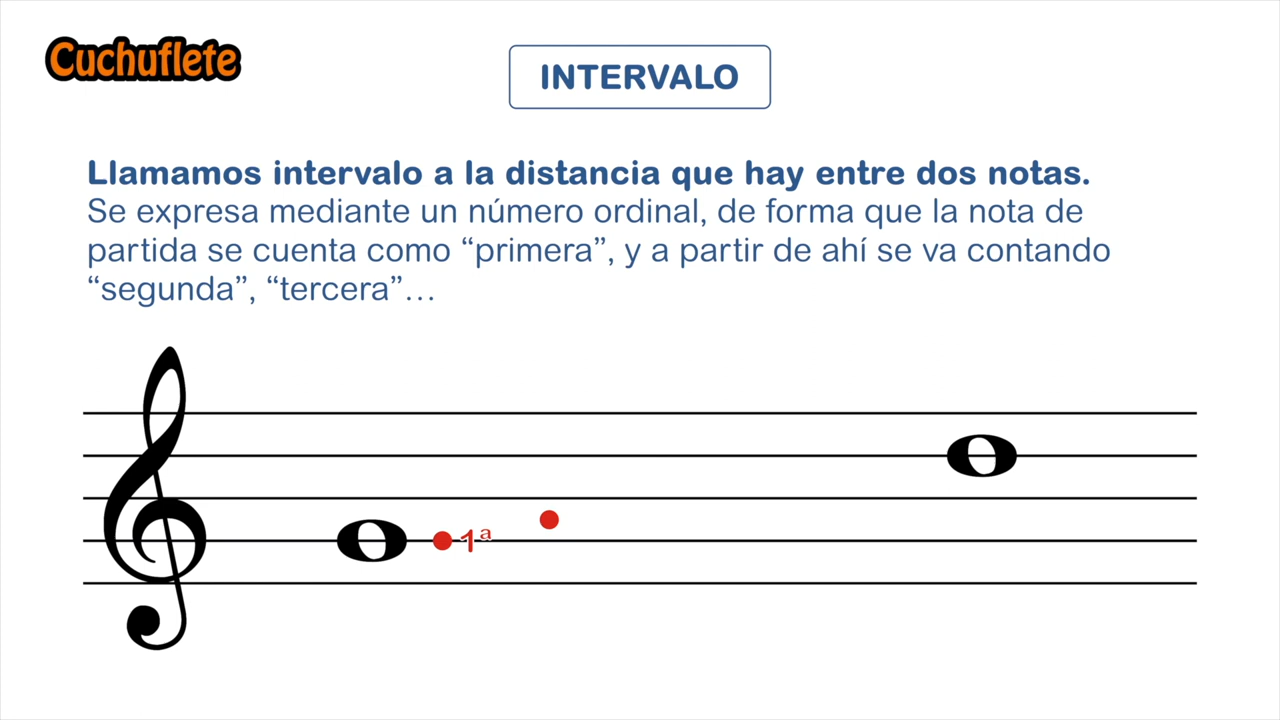 Cuchuflete
INTERVALO
Llamamos intervalo a la distancia que hay entre dos notas.
Se expresa mediante un número ordinal, de forma que la nota de
partida se cuenta como “primera”, y a partir de ahí se va contando
“segunda”, “tercera”…
1ª